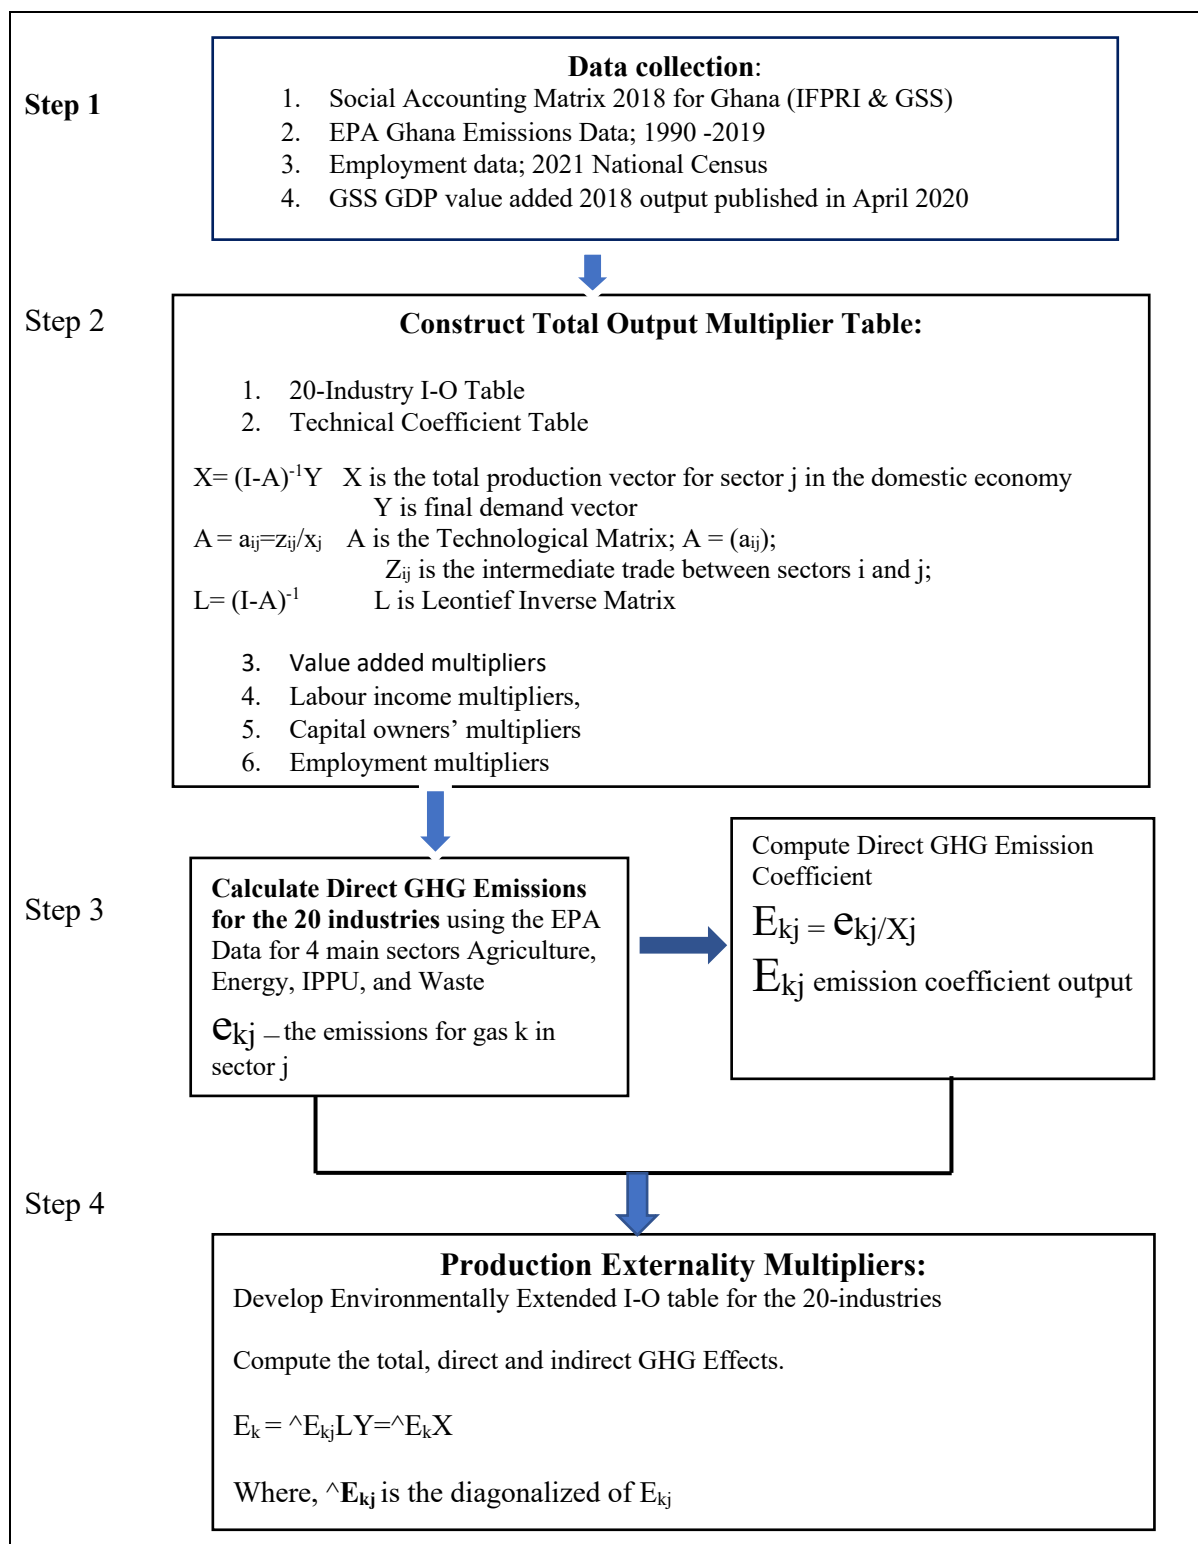 Step 1
Data collection:
1. Social Accounting Matrix 2018 for Ghana (IFPRI & GSS)
2. EPA Ghana Emissions Data; 1990 -2019
3. Employment data; 2021 National Census
4. GSS GDP value added 2018 output published in April 2020
Step 2
Construct Total Output Multiplier Table:
1. 20-Industry I-O Table
2. Technical Coefficient Table
X= (I-A)⁻¹Y X is the total production vector for sector j in the domestic economy
Y is final demand vector
A = aᵢⱼ=zᵢⱼ/xⱼ A is the Technological Matrix; A = (aᵢⱼ);
Zᵢⱼ is the intermediate trade between sectors i and j;
L= (I-A)⁻¹ L is Leontief Inverse Matrix
3. Value added multipliers
4. Labour income multipliers,
5. Capital owners’ multipliers
6. Employment multipliers
Step 3
Calculate Direct GHG Emissions
for the 20 industries using the EPA
Data for 4 main sectors Agriculture,
Energy, IPPU, and Waste
eₖⱼ – the emissions for gas k in
sector j
Compute Direct GHG Emission
Coefficient
Eₖⱼ = eₖⱼ/Xⱼ
Eₖⱼ emission coefficient output
Step 4
Production Externality Multipliers:
Develop Environmentally Extended I-O table for the 20-industries
Compute the total, direct and indirect GHG Effects.
Eₖ = ^EₖⱼLY=^EₖX
Where, ^Eₖⱼ is the diagonalized of Eₖⱼ